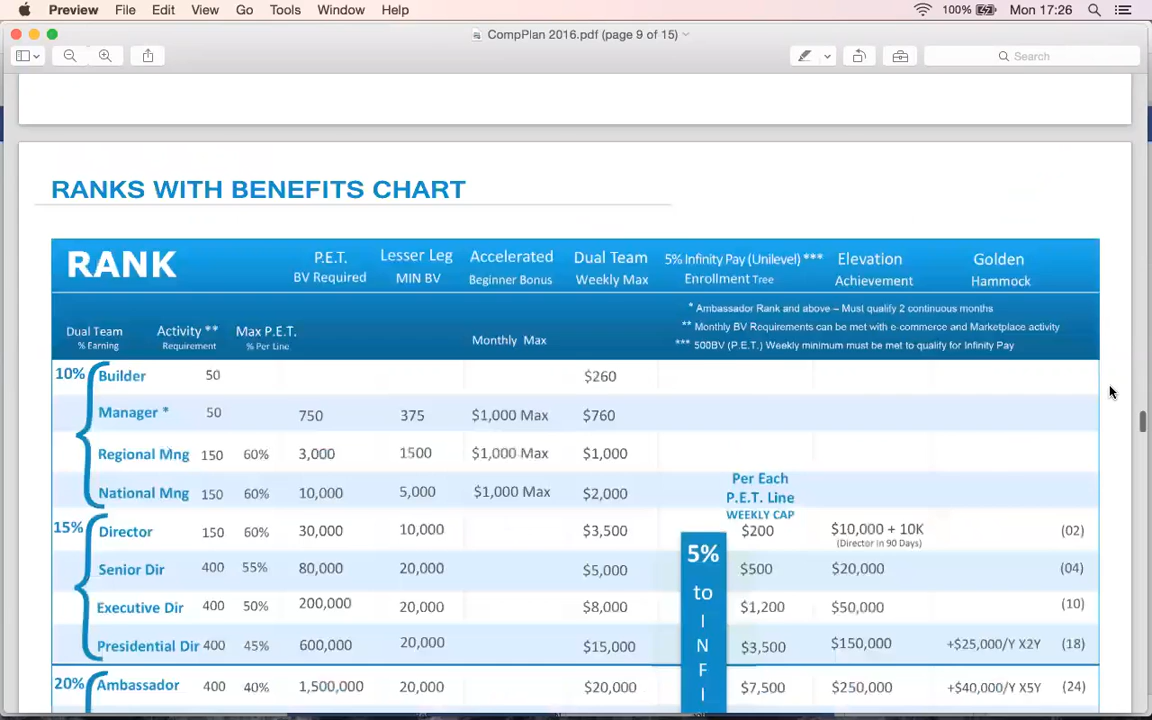 Preview File Edit View Go Tools Window Help 100% Mon 17:26
CompPlan 2016.pdf (page 9 of 15)
Search
RANKS WITH BENEFITS CHART
RANK P.E.T. Lesser Leg Accelerated Dual Team 5% Infinity Pay (Unilevel) *** Elevation Golden
BV Required MIN BV Beginner Bonus Weekly Max Enrollment Tree Achievement Hammock
* Ambassador Rank and above – Must qualify 2 continuous months
Dual Team Activity ** Max P.E.T. ** Monthly BV Requirements can be met with e-commerce and Marketplace activity
% Earning Requirement % Per Line Monthly Max *** 500BV (P.E.T.) Weekly minimum must be met to qualify for Infinity Pay
10% Builder 50 $260
Manager * 50 750 375 $1,000 Max $760
Regional Mng 150 60% 3,000 1500 $1,000 Max $1,000
Per Each
National Mng 150 60% 10,000 5,000 $1,000 Max $2,000 P.E.T. Line
WEEKLY CAP
15% Director 150 60% 30,000 10,000 $3,500 $200 $10,000 + 10K (02)
(Director in 90 Days)
5%
Senior Dir 400 55% 80,000 20,000 $5,000 $500 $20,000 (04)
to
Executive Dir 400 50% 200,000 20,000 $8,000 I $1,200 $50,000 (10)
Presidential Dir 400 45% 600,000 20,000 $15,000 N $3,500 $150,000 +$25,000/Y X2Y (18)
F
20% Ambassador 400 40% 1,500,000 20,000 $20,000 I $7,500 $250,000 +$40,000/Y X5Y (24)